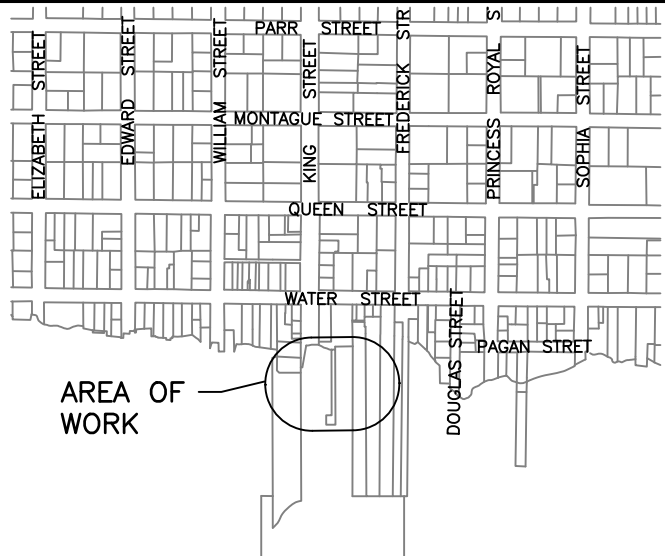 PARR STREET
ELIZABETH STREET
EDWARD STREET
WILLIAM STREET
KING STREET
FREDERICK STR
PRINCESS ROYAL S
SOPHIA STREET
MONTAGUE STREET
QUEEN STREET
WATER STREET
DOUGLAS STREET
PAGAN STRET
AREA OF
WORK